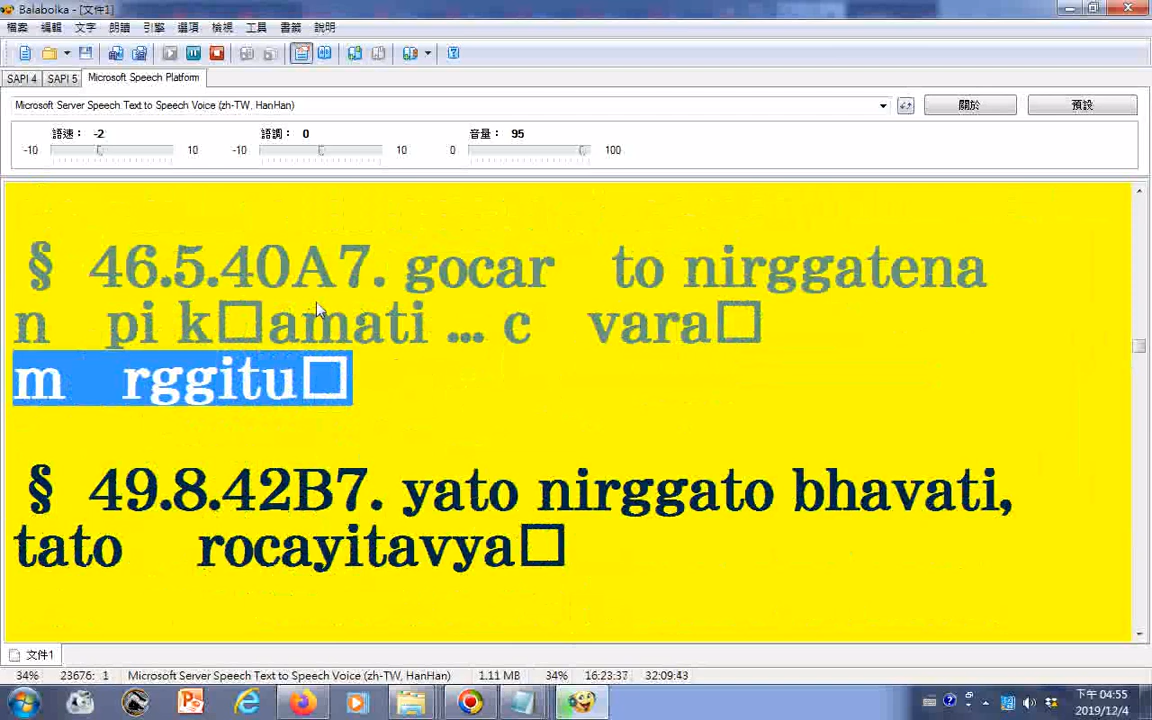 Balabolka - [文件1]
檔案 編輯 文字 朗讀 引擎 選項 檢視 工具 書籤 說明
SAPI 4 SAPI 5 Microsoft Speech Platform
Microsoft Server Speech Text to Speech Voice (zh-TW, HanHan) 關於 預設
語速： -2 語調： 0 音量： 95
-10 10 -10 10 0 100
§ 46.5.40A7. gocar to nirggatena
n pi k□amati ... c vara□
m rggitu□
§ 49.8.42B7. yato nirggato bhavati,
tato rocayitavya□
文件1
34% 23676: 1 Microsoft Server Speech Text to Speech Voice (zh-TW, HanHan) 1.11 MB 34% 16:23:37 32:09:43
下午 04:55
2019/12/4